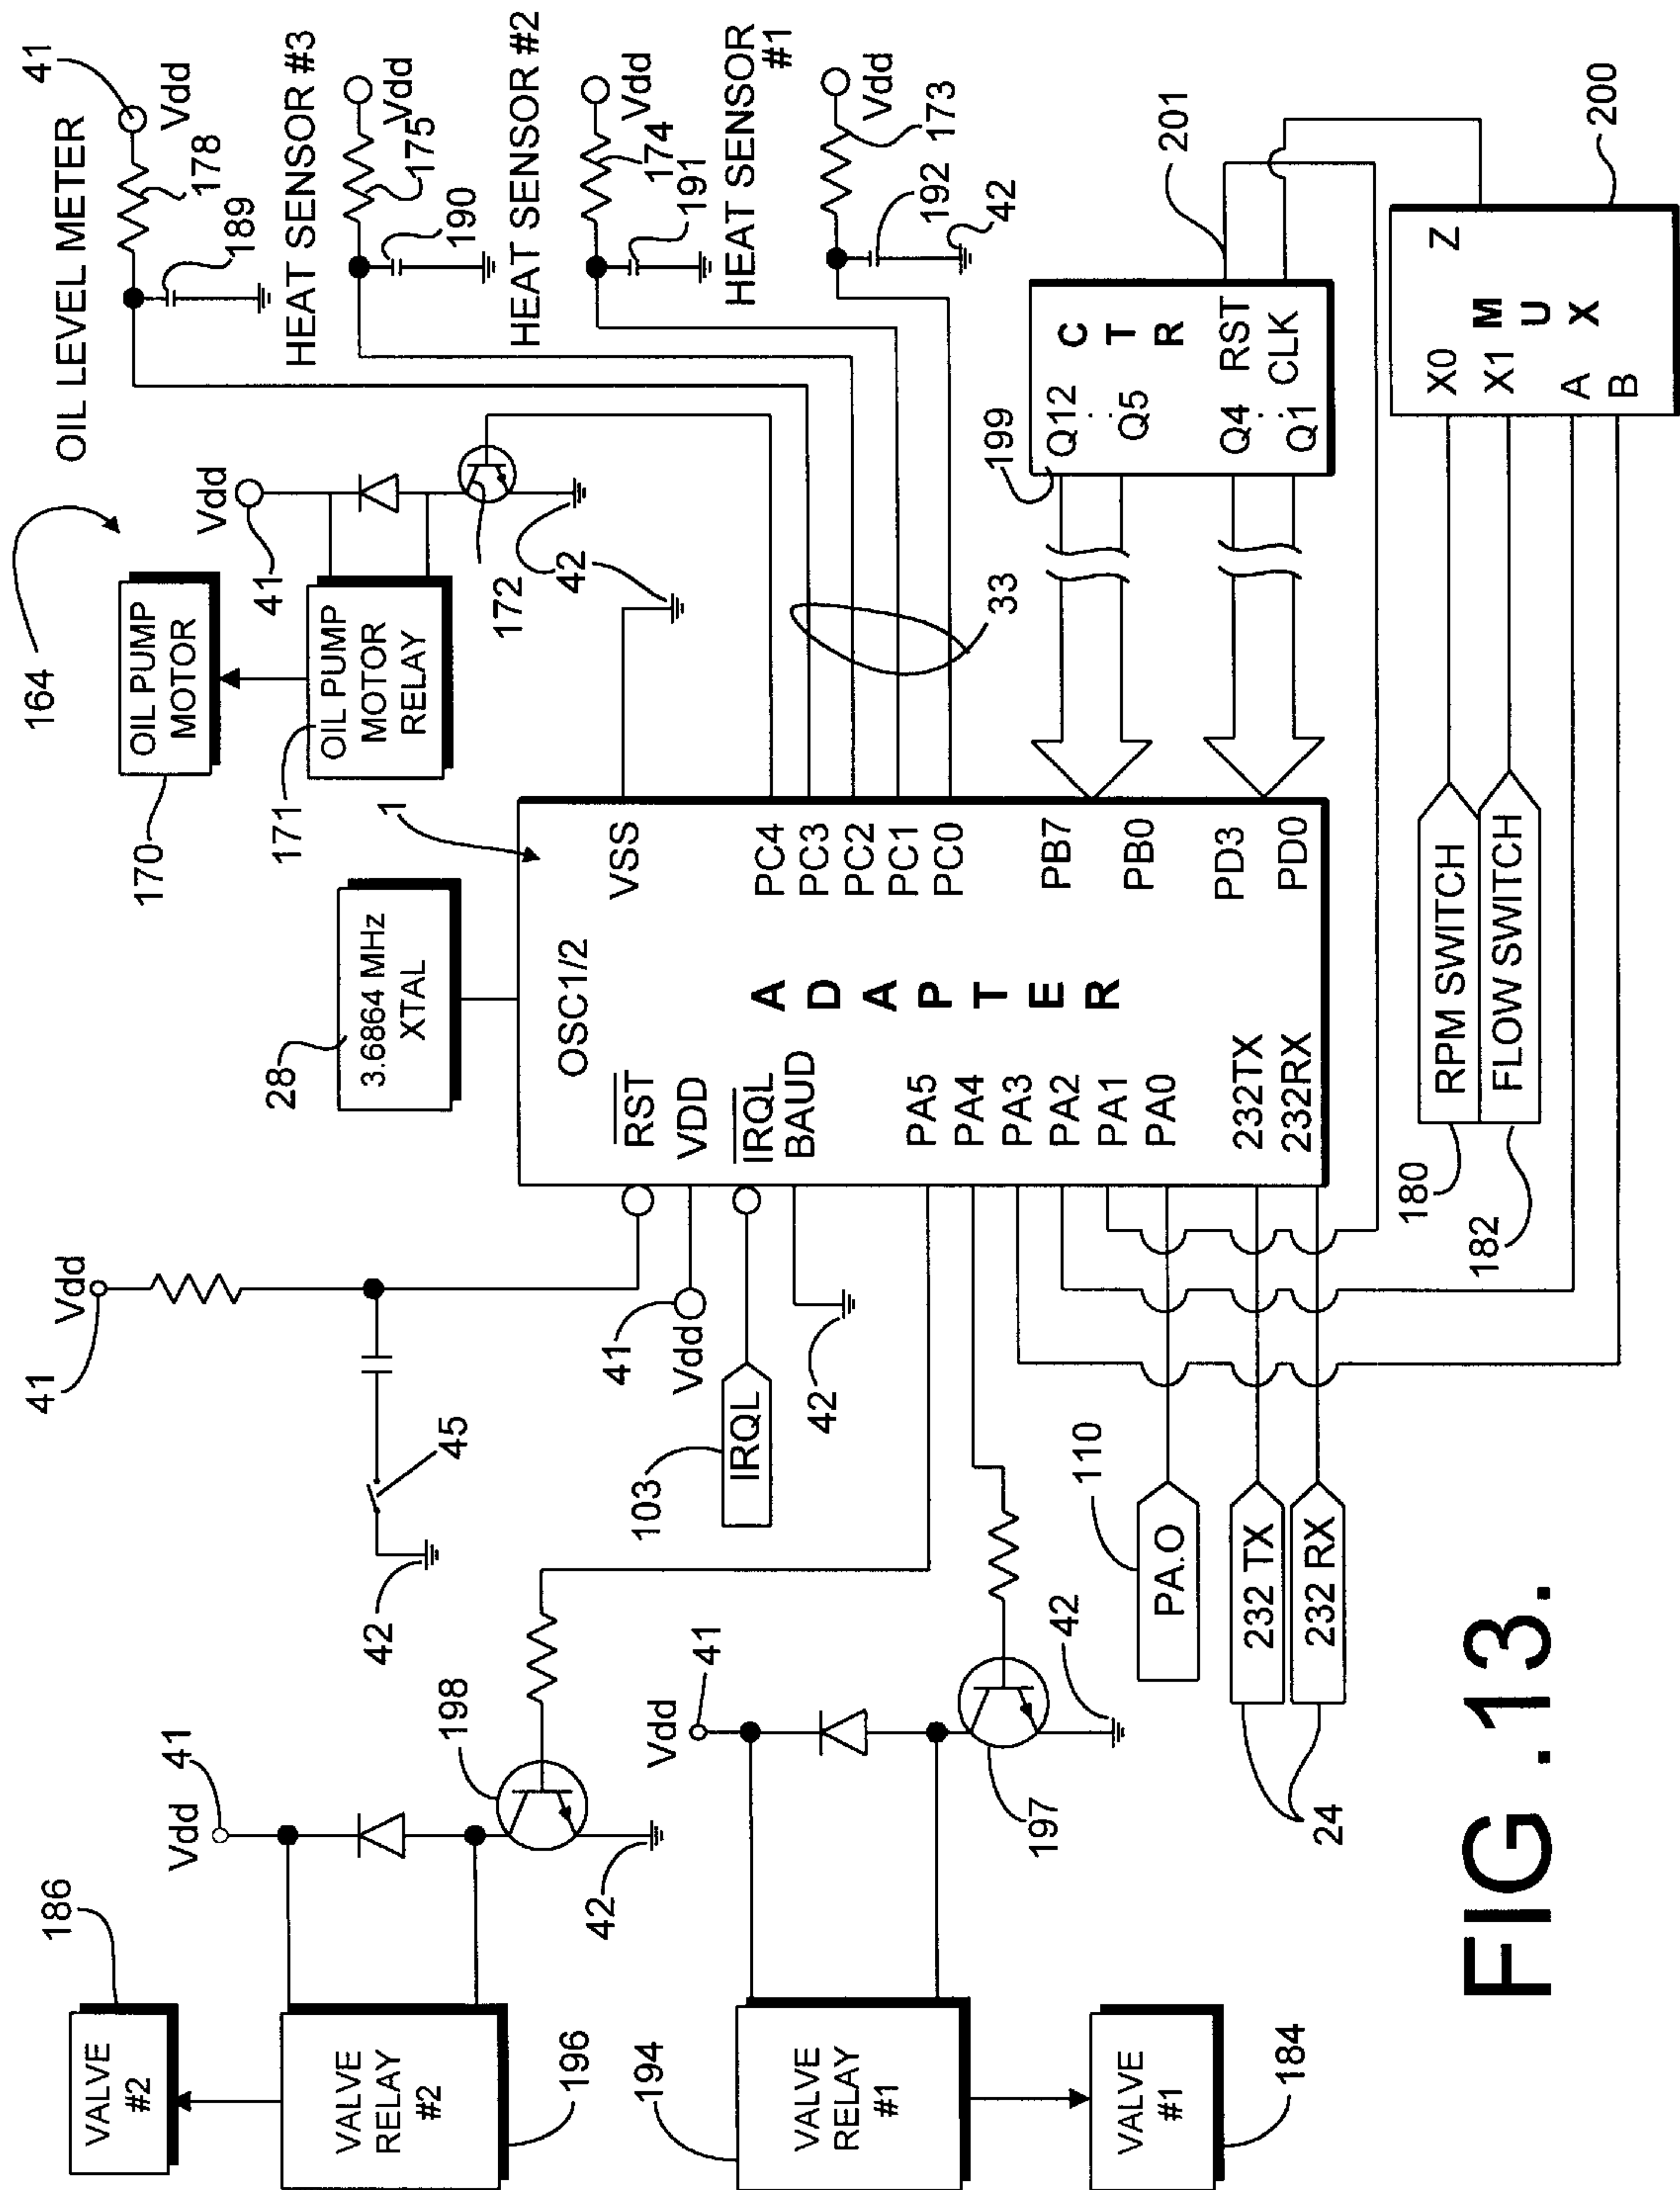 164
OIL PUMP
MOTOR
170
OIL PUMP
MOTOR
RELAY
171
Vdd
41
172
42
OIL LEVEL METER
41
Vdd
178
189
HEAT SENSOR #3
Vdd
175
190
HEAT SENSOR #2
Vdd
174
191
HEAT SENSOR
#1
Vdd
173
192
42
33
1
28
3.6864 MHz
XTAL
OSC1/2
RST
VDD
IRQL
BAUD
PA5
PA4
PA3
PA2
PA1
PA0
232TX
232RX
ADAPTER
VSS
PC4
PC3
PC2
PC1
PC0
PB7
PB0
PD3
PD0
199
Q12
:
Q5
Q4
:
Q1
CTR
RST
CLK
201
200
X0
X1
A
B
MUX
Z
RPM SWITCH
FLOW SWITCH
180
182
41
Vdd
45
42
41
Vdd
103
IRQL
42
110
PA.O
232 TX
232 RX
24
186
VALVE
#2
VALVE
RELAY
#2
196
41
Vdd
198
42
194
VALVE
RELAY
#1
VALVE
#1
184
Vdd
41
197
42
FIG. 13.